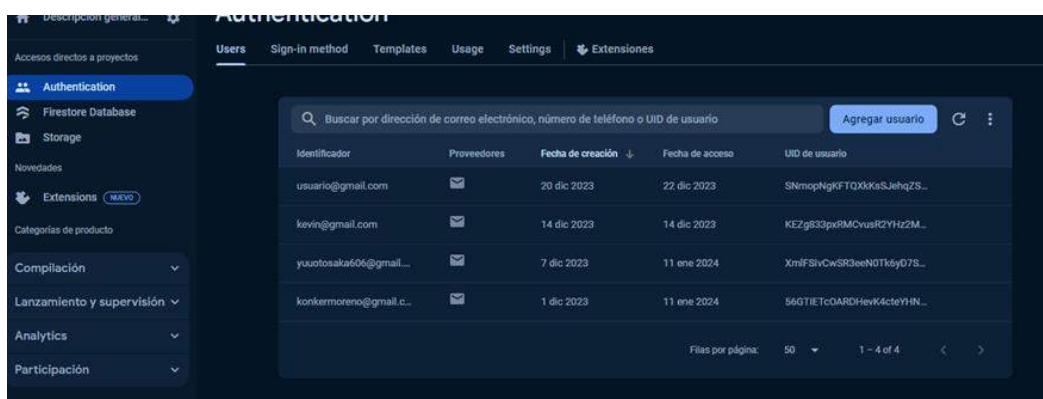 Descripción general...
Authentication
Accesos directos a proyectos
Users Sign-in method Templates Usage Settings Extensiones
Authentication
Firestore Database
Storage
Novedades
Extensions NUEVO
Categorías de producto
Compilación
Lanzamiento y supervisión
Analytics
Participación
Buscar por dirección de correo electrónico, número de teléfono o UID de usuario
Agregar usuario
Identificador Proveedores Fecha de creación Fecha de acceso UID de usuario
usuario@gmail.com 20 dic 2023 22 dic 2023
kevin@gmail.com 14 dic 2023 14 dic 2023 KEZg833pxRMCvusR2YHz2M...
yuuotosaka606@gmail.... 7 dic 2023 11 ene 2024
konkermoreno@gmail.c... 1 dic 2023 11 ene 2024
Filas por página: 50 1 – 4 of 4